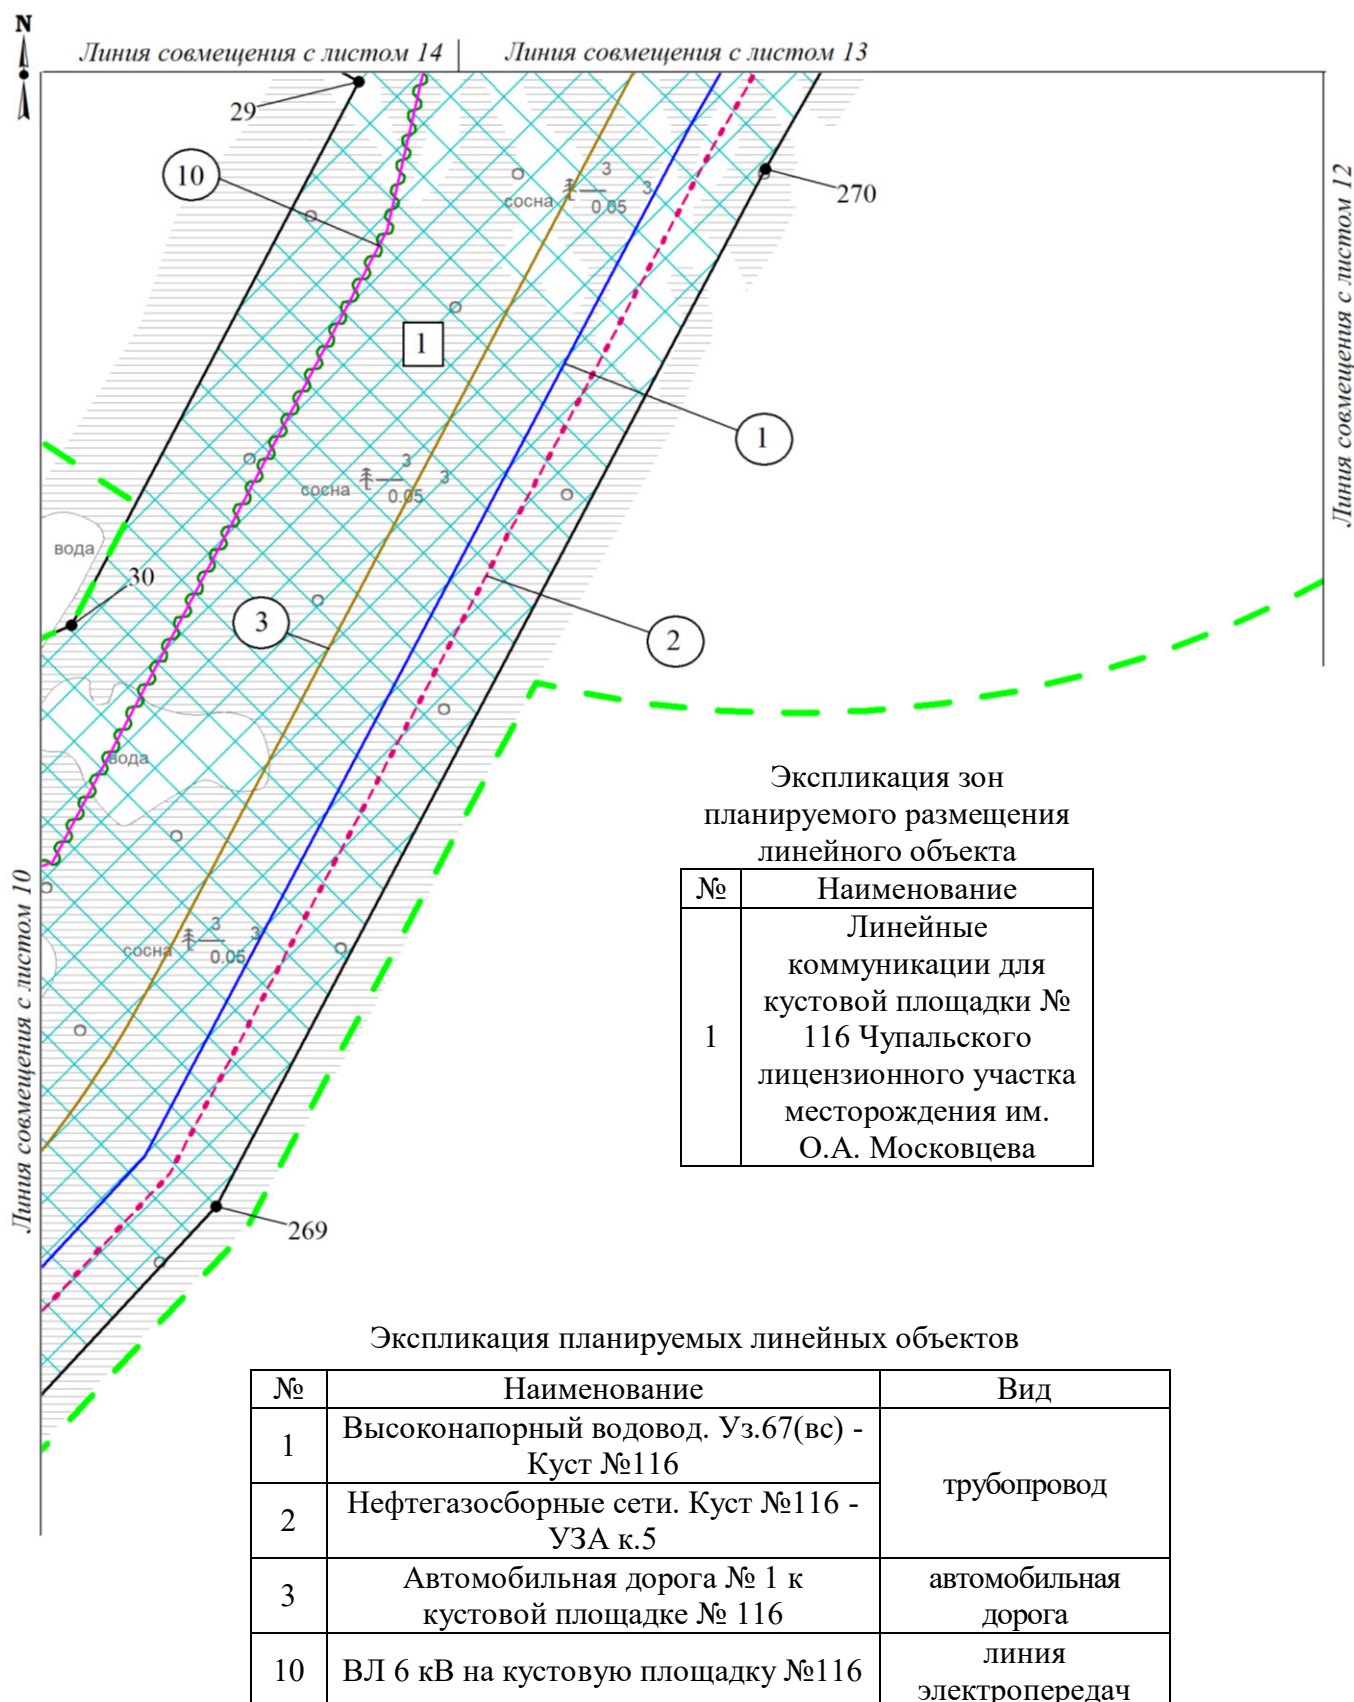 N
Линия совмещения с листом 14
Линия совмещения с листом 13
29
10
270
3
сосна
3
0.05
Линия совмещения с листом 12
1
1
3
сосна
3
0.05
вода
30
3
2
вода
Экспликация зон
планируемого размещения
линейного объекта
№ Наименование
1
Линейные
коммуникации для
кустовой площадки №
116 Чупальского
лицензионного участка
месторождения им.
О.А. Московцева
Линия совмещения с листом 10
3
сосна
3
0.05
269
Экспликация планируемых линейных объектов
№ Наименование Вид
1
Высоконапорный водовод. Уз.67(вс) -
Куст №116
трубопровод
2
Нефтегазосборные сети. Куст №116 -
УЗА к.5
3
Автомобильная дорога № 1 к
кустовой площадке № 116
автомобильная
дорога
10
ВЛ 6 кВ на кустовую площадку №116
линия
электропередач